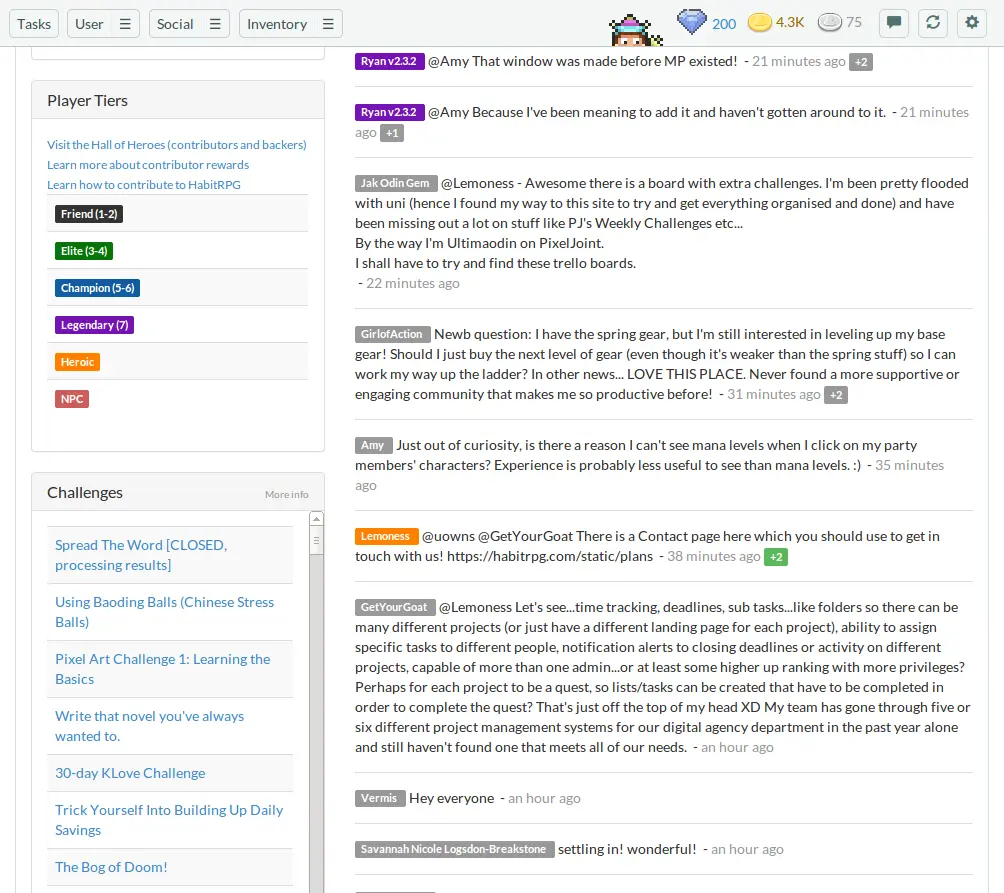 Tasks
User
Social
Inventory
200
4.3K
75
Player Tiers
Visit the Hall of Heroes (contributors and backers)
Learn more about contributor rewards
Learn how to contribute to HabitRPG
Friend (1-2)
Elite (3-4)
Champion (5-6)
Legendary (7)
Heroic
NPC
Challenges
More info
Spread The Word [CLOSED,
processing results]
Using Baoding Balls (Chinese Stress
Balls)
Pixel Art Challenge 1: Learning the
Basics
Write that novel you've always
wanted to.
30-day KLove Challenge
Trick Yourself Into Building Up Daily
Savings
The Bog of Doom!
Ryan v2.3.2 @Amy That window was made before MP existed! - 21 minutes ago +2
Ryan v2.3.2 @Amy Because I've been meaning to add it and haven't gotten around to it. - 21 minutes
ago +1
Jak Odin Gem @Lemoness - Awesome there is a board with extra challenges. I'm been pretty flooded
with uni (hence I found my way to this site to try and get everything organised and done) and have
been missing out a lot on stuff like PJ's Weekly Challenges etc...
By the way I'm Ultimaodin on PixelJoint.
I shall have to try and find these trello boards.
- 22 minutes ago
GirlofAction Newb question: I have the spring gear, but I'm still interested in leveling up my base
gear! Should I just buy the next level of gear (even though it's weaker than the spring stuff) so I can
work my way up the ladder? In other news... LOVE THIS PLACE. Never found a more supportive or
engaging community that makes me so productive before! - 31 minutes ago +2
Amy Just out of curiosity, is there a reason I can't see mana levels when I click on my party
members' characters? Experience is probably less useful to see than mana levels. :) - 35 minutes
ago
Lemoness @uowns @GetYourGoat There is a Contact page here which you should use to get in
touch with us! https://habitrpg.com/static/plans - 38 minutes ago +2
GetYourGoat @Lemoness Let's see...time tracking, deadlines, sub tasks...like folders so there can be
many different projects (or just have a different landing page for each project), ability to assign
specific tasks to different people, notification alerts to closing deadlines or activity on different
projects, capable of more than one admin...or at least some higher up ranking with more privileges?
Perhaps for each project to be a quest, so lists/tasks can be created that have to be completed in
order to complete the quest? That's just off the top of my head XD My team has gone through five or
six different project management systems for our digital agency department in the past year alone
and still haven't found one that meets all of our needs. - an hour ago
Vermis Hey everyone - an hour ago
Savannah Nicole Logsdon-Breakstone settling in! wonderful! - an hour ago